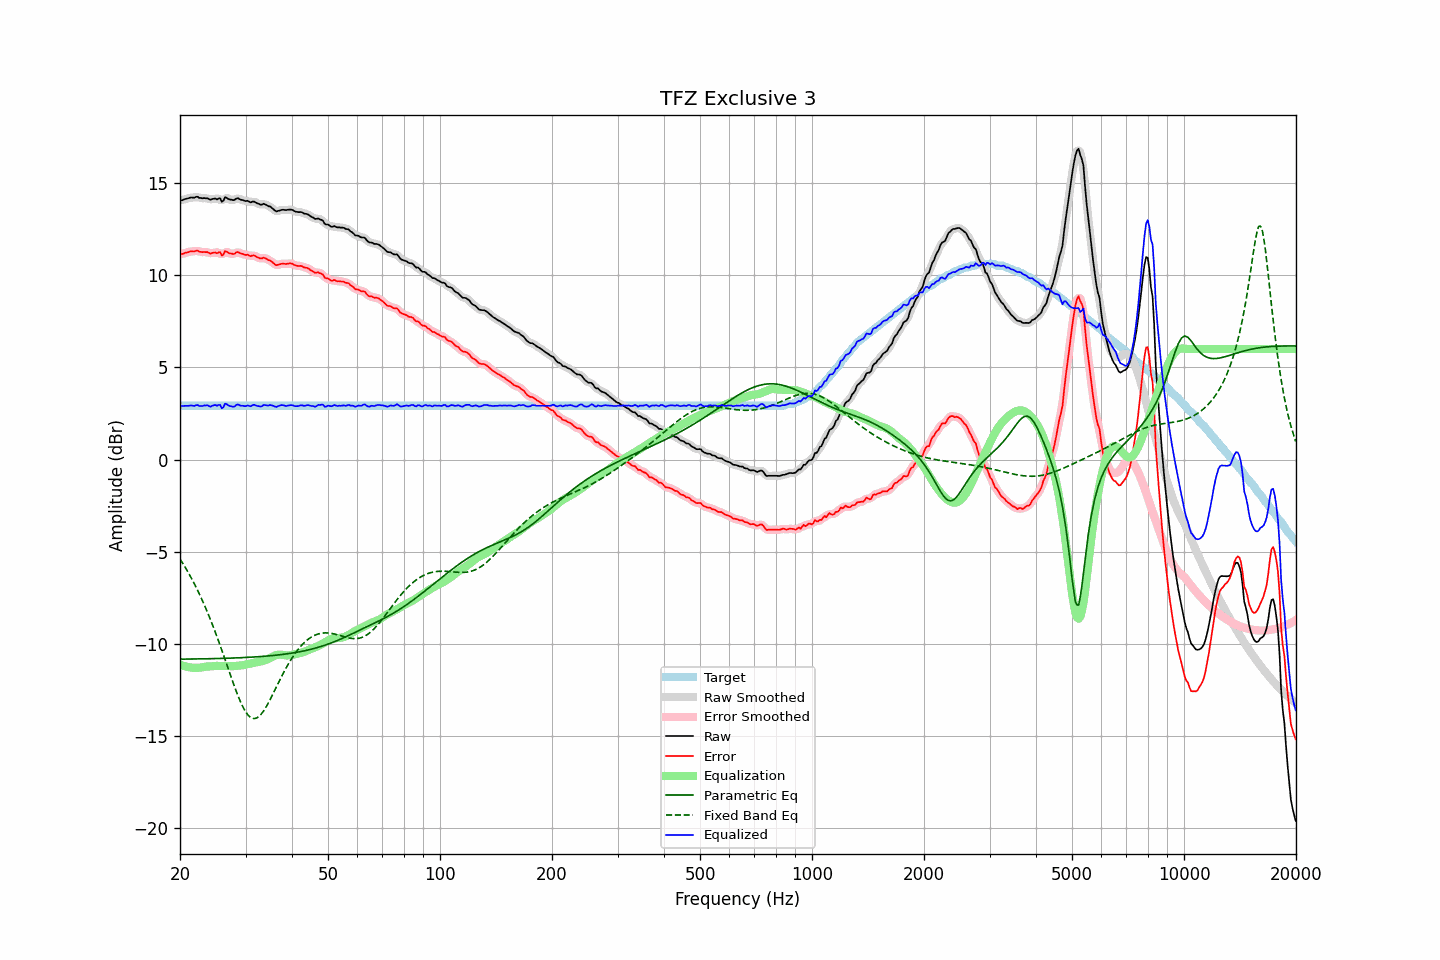 TFZ Exclusive 3
Amplitude (dBr)
15
10
5
0
−5
−10
−15
−20
Target
Raw Smoothed
Error Smoothed
Raw
Error
Equalization
Parametric Eq
Fixed Band Eq
Equalized
20 50 100 200 500 1000 2000 5000 10000 20000
Frequency (Hz)